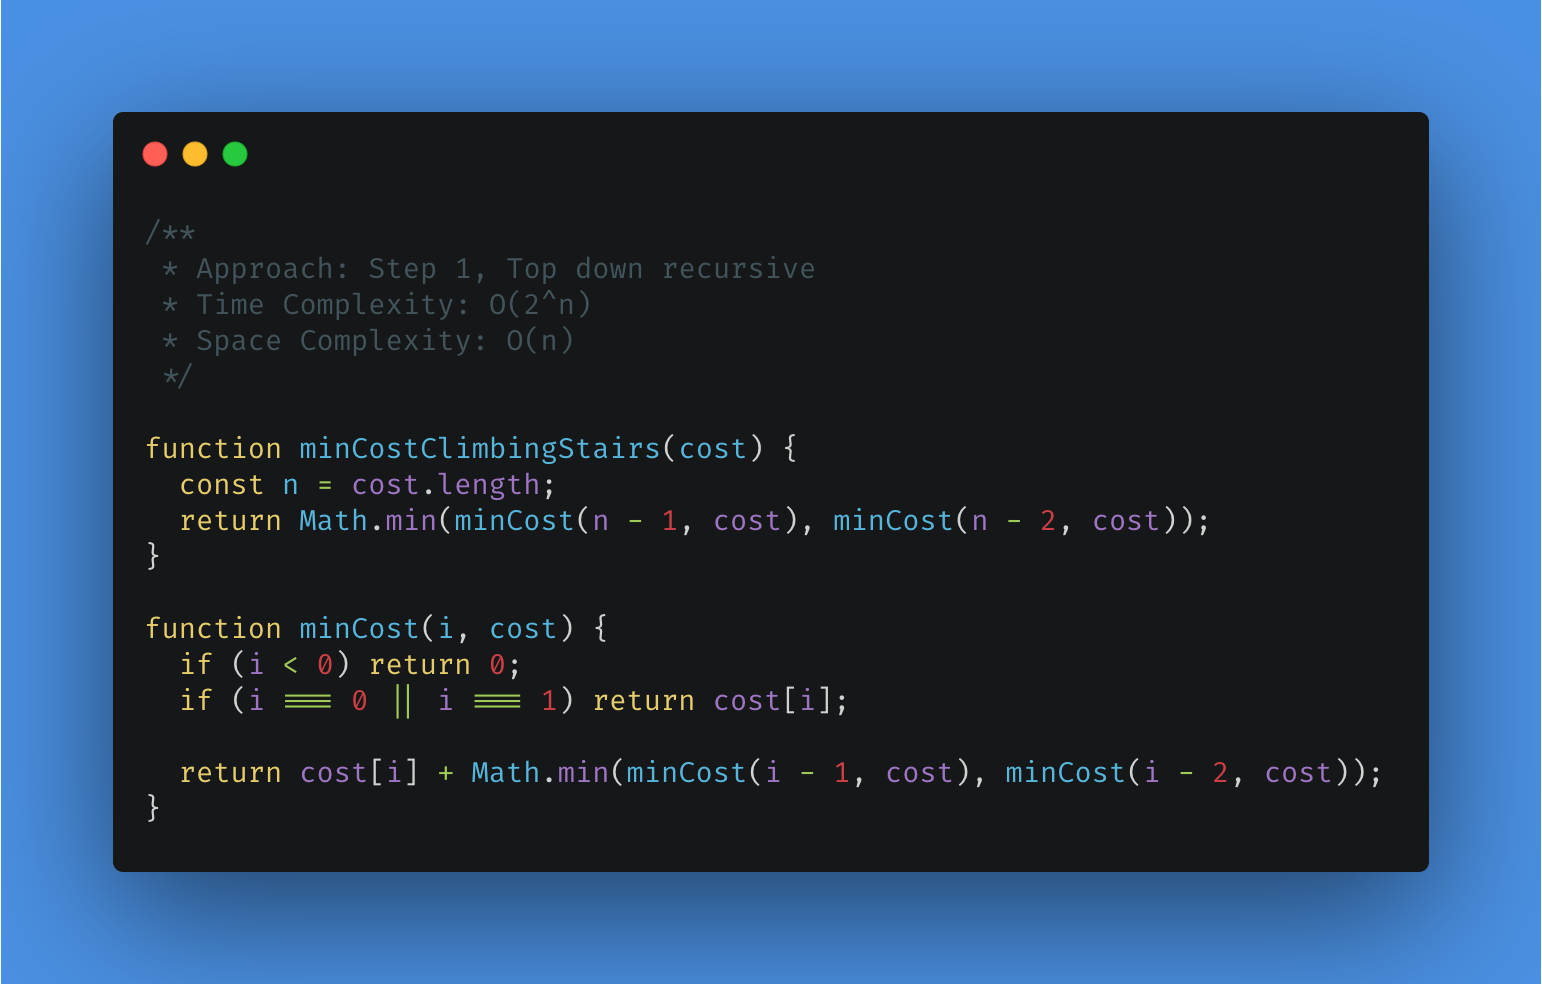 /**
 * Approach: Step 1, Top down recursive
 * Time Complexity: O(2^n)
 * Space Complexity: O(n)
 */
function minCostClimbingStairs(cost) {
  const n = cost.length;
  return Math.min(minCost(n - 1, cost), minCost(n - 2, cost));
}
function minCost(i, cost) {
  if (i < 0) return 0;
  if (i === 0 || i === 1) return cost[i];
  return cost[i] + Math.min(minCost(i - 1, cost), minCost(i - 2, cost));
}